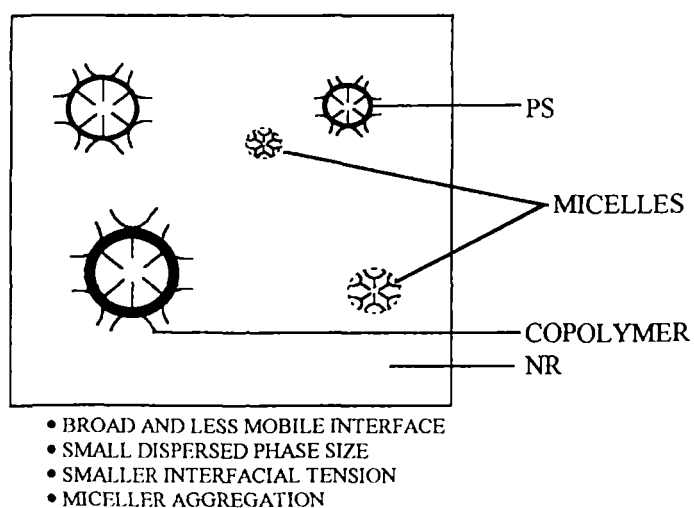 PS
MICELLES
COPOLYMER
NR
• BROAD AND LESS MOBILE INTERFACE
• SMALL DISPERSED PHASE SIZE
• SMALLER INTERFACIAL TENSION
• MICELLER AGGREGATION